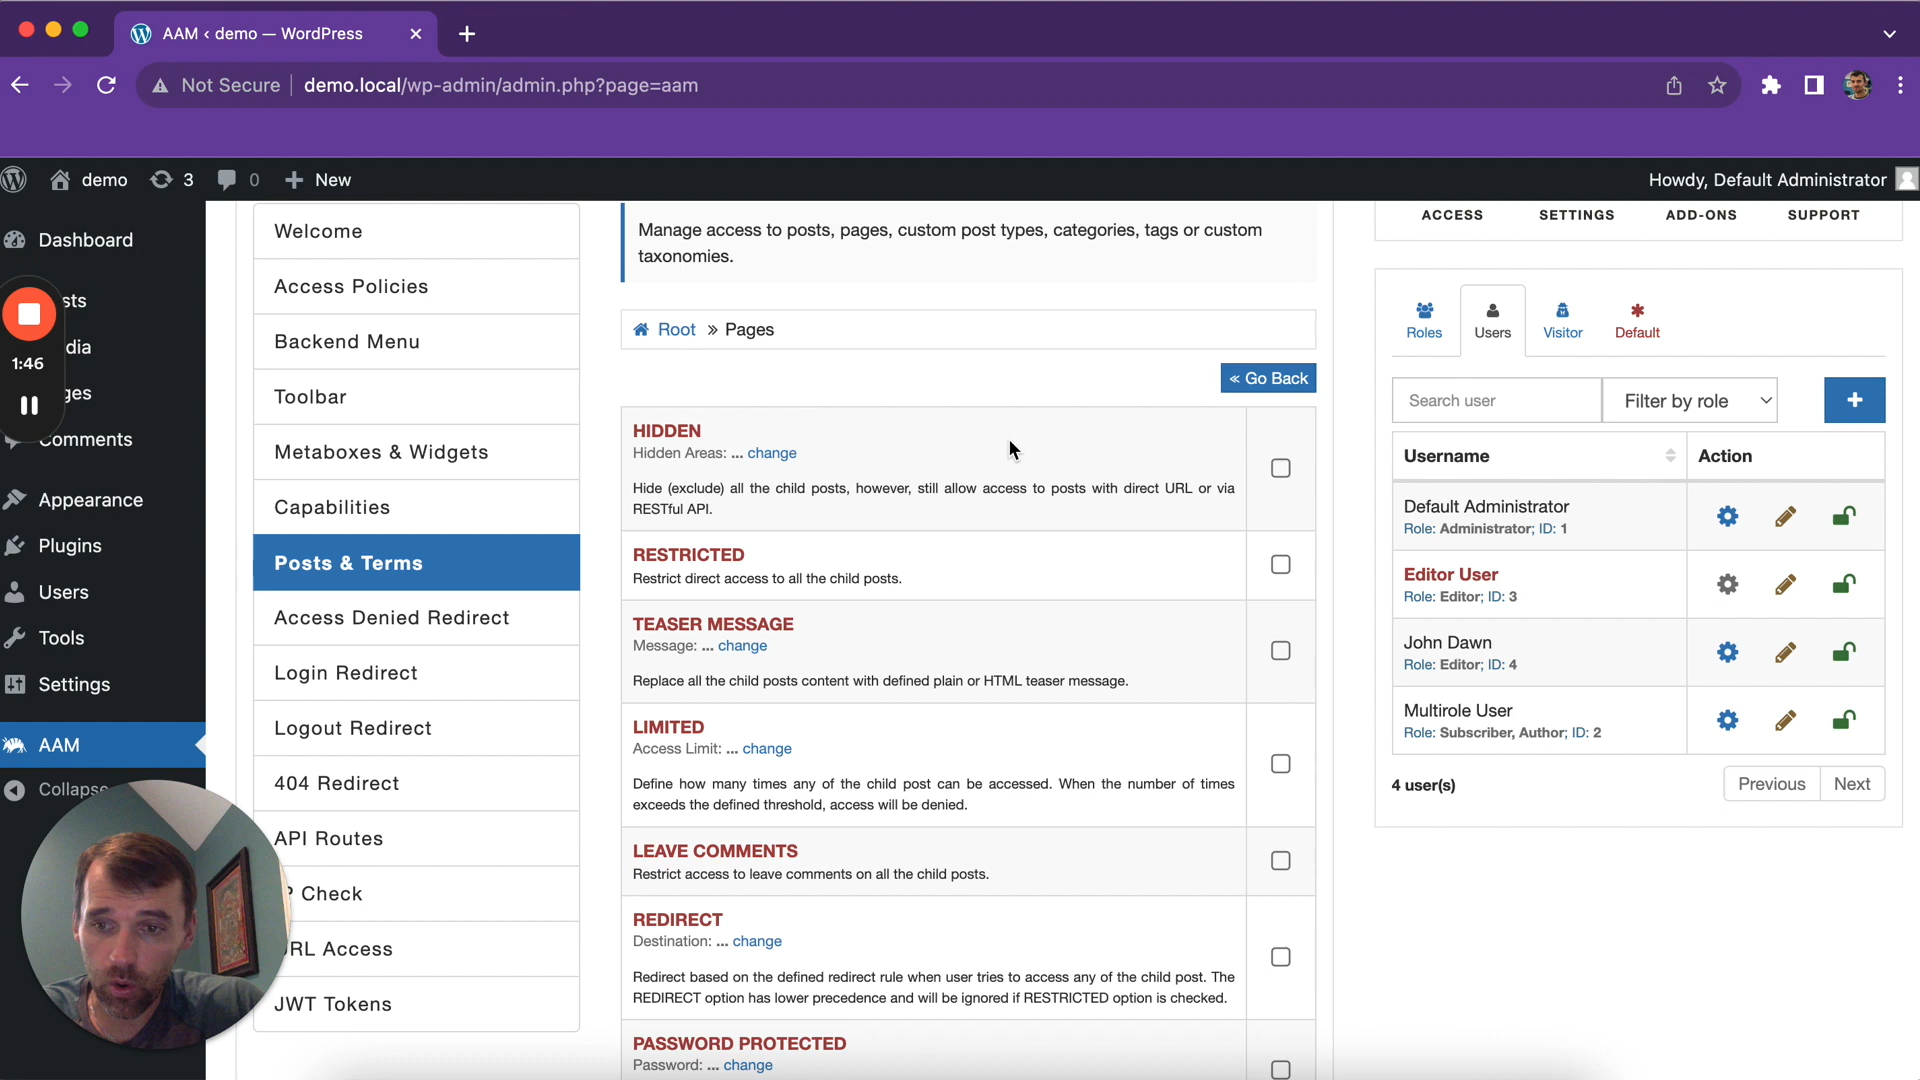 AAM ‹ demo — WordPress
Not Secure
demo.local/wp-admin/admin.php?page=aam
demo
3
0
New
Howdy, Default Administrator
Dashboard
sts
dia
ges
Comments
Appearance
Plugins
Users
Tools
Settings
AAM
Collapse
1:46
Welcome
Access Policies
Backend Menu
Toolbar
Metaboxes & Widgets
Capabilities
Posts & Terms
Access Denied Redirect
Login Redirect
Logout Redirect
404 Redirect
API Routes
P Check
RL Access
JWT Tokens
Manage access to posts, pages, custom post types, categories, tags or custom
taxonomies.
Root » Pages
« Go Back
HIDDEN
Hidden Areas: ... change
Hide (exclude) all the child posts, however, still allow access to posts with direct URL or via
RESTful API.
RESTRICTED
Restrict direct access to all the child posts.
TEASER MESSAGE
Message: ... change
Replace all the child posts content with defined plain or HTML teaser message.
LIMITED
Access Limit: ... change
Define how many times any of the child post can be accessed. When the number of times
exceeds the defined threshold, access will be denied.
LEAVE COMMENTS
Restrict access to leave comments on all the child posts.
REDIRECT
Destination: ... change
Redirect based on the defined redirect rule when user tries to access any of the child post. The
REDIRECT option has lower precedence and will be ignored if RESTRICTED option is checked.
PASSWORD PROTECTED
Password: ... change
ACCESS SETTINGS ADD-ONS SUPPORT
Roles Users Visitor Default
Search user
Filter by role
Username Action
Default Administrator
Role: Administrator; ID: 1
Editor User
Role: Editor; ID: 3
John Dawn
Role: Editor; ID: 4
Multirole User
Role: Subscriber, Author; ID: 2
4 user(s)
Previous Next